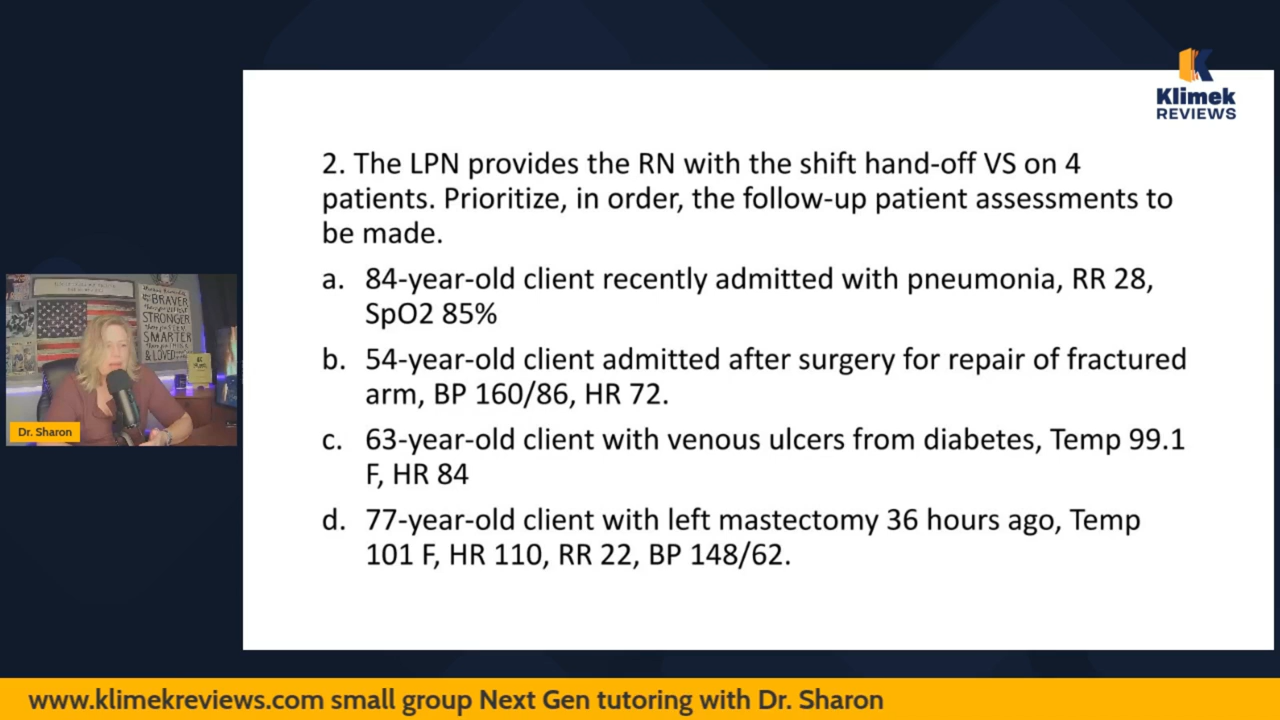 Klimek
REVIEWS
2. The LPN provides the RN with the shift hand-off VS on 4
patients. Prioritize, in order, the follow-up patient assessments to
be made.
a. 84-year-old client recently admitted with pneumonia, RR 28,
SpO2 85%
b. 54-year-old client admitted after surgery for repair of fractured
arm, BP 160/86, HR 72.
c. 63-year-old client with venous ulcers from diabetes, Temp 99.1
F, HR 84
d. 77-year-old client with left mastectomy 36 hours ago, Temp
101 F, HR 110, RR 22, BP 148/62.
BRAVER
STRONGER
SMARTER
& LOVED
Dr. Sharon
www.klimekreviews.com small group Next Gen tutoring with Dr. Sharon